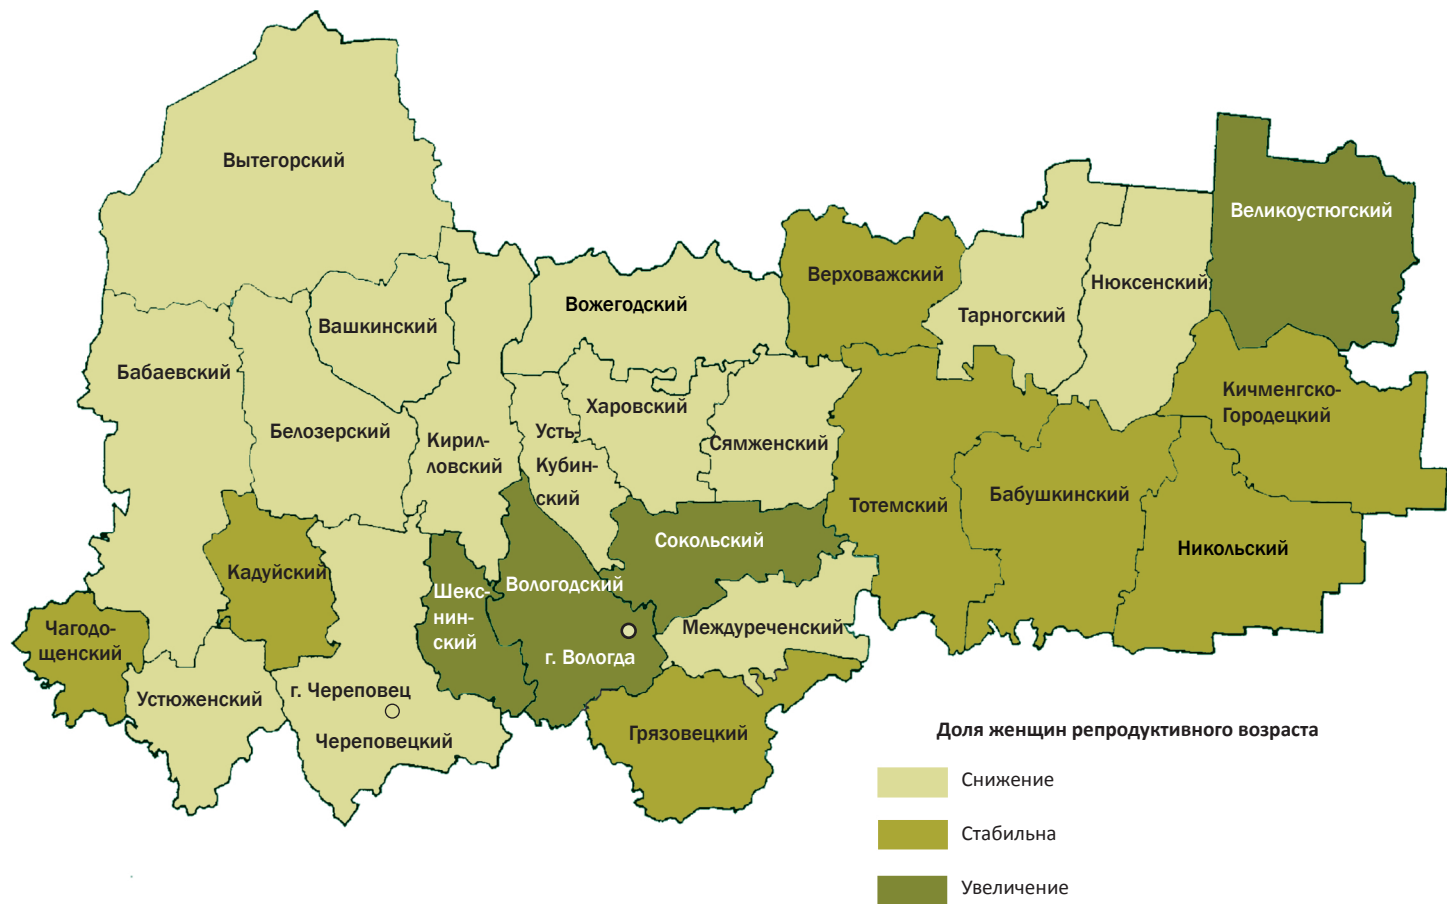 Вытегорский
Великоустюгский
Верховажский
Нюксенский
Вожегодский
Тарногский
Вашкинский
Бабаевский
Кичменгско-
Городецкий
Харовский
Белозерский
Кирил-
ловский
Усть-
Кубин-
ский
Сямженский
Тотемский
Бабушкинский
Никольский
Сокольский
Кадуйский
Шекс-
нин-
ский
Вологодский
г. Вологда
Междуреченский
Чагодо-
щенский
Устюженский
г. Череповец
Череповецкий
Грязовецкий
Доля женщин репродуктивного возраста
Снижение
Стабильна
Увеличение